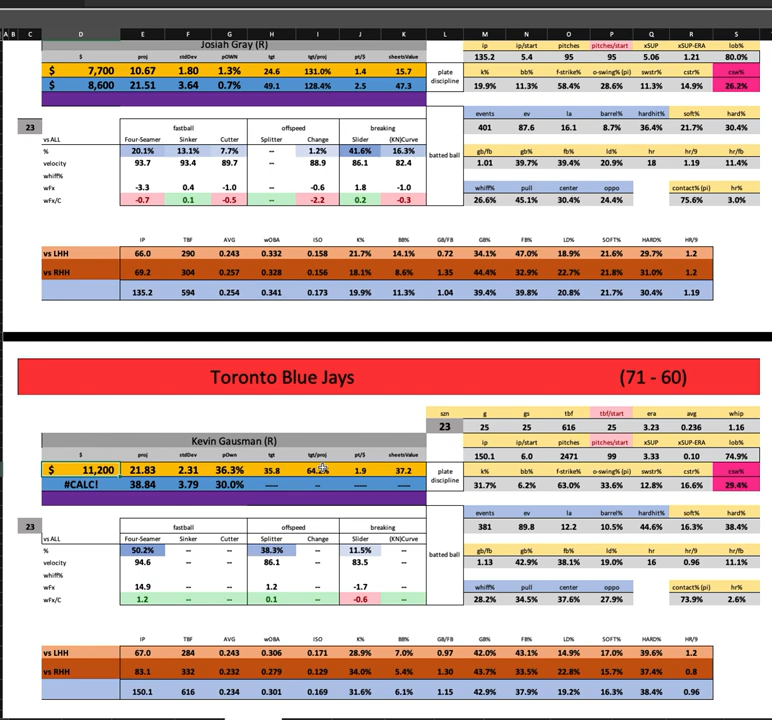 C D E F G H I J K L M N O P Q R S
Josiah Gray (R) ip ip/start pitches pitches/start xSUP xSUP-ERA lob%
$ proj stdDev pOWN tgt tgt/proj pt/$ sheetsValue 135.2 5.4 95 95 5.06 1.21 80.0%
$ 7,700 10.67 1.80 1.3% 24.6 131.0% 1.4 15.7 plate discipline k% bb% f-strike% o-swing% (pi) swstr% cstr% csw%
$ 8,600 21.51 3.64 0.7% 49.1 128.4% 2.5 47.3 19.9% 11.3% 58.4% 28.6% 11.3% 14.9% 26.2%
events ev la barrel% hardhit% soft% hard%
23 fastball offspeed breaking 401 87.6 16.1 8.7% 36.4% 21.7% 30.4%
vs ALL Four-Seamer Sinker Cutter Splitter Change Slider (KN)Curve
% 20.1% 13.1% 7.7% -- 1.2% 41.6% 16.3% batted ball gb/fb gb% fb% ld% hr hr/9 hr/fb
velocity 93.7 93.4 89.7 -- 88.9 86.1 82.4 1.01 39.7% 39.4% 20.9% 18 1.19 11.4%
whiff%
wFx -3.3 0.4 -1.0 -0.6 1.8 -1.0 whiff% pull center oppo contact% (pi) hr%
wFx/C -0.7 0.1 -0.5 -- -2.2 0.2 -0.3 26.6% 45.1% 30.4% 24.4% 75.6% 3.0%
IP TBF AVG wOBA ISO K% BB% GB/FB GB% FB% LD% SOFT% HARD% HR/9
vs LHH 66.0 290 0.243 0.332 0.158 21.7% 14.1% 0.72 34.1% 47.0% 18.9% 21.6% 29.7% 1.2
vs RHH 69.2 304 0.257 0.328 0.156 18.1% 8.6% 1.35 44.4% 32.9% 22.7% 21.8% 31.0% 1.2
135.2 594 0.254 0.341 0.173 19.9% 11.3% 1.04 39.4% 39.8% 20.8% 21.7% 30.4% 1.19
Toronto Blue Jays (71 - 60)
szn g gs tbf tbf/start era avg whip
23 25 25 616 25 3.23 0.236 1.16
Kevin Gausman (R) ip ip/start pitches pitches/start xSUP xSUP-ERA lob%
$ proj stdDev pOwn tgt tgt/proj pt/$ sheetsValue 150.1 6.0 2471 99 3.33 0.10 74.9%
$ 11,200 21.83 2.31 36.3% 35.8 1.9 37.2 plate discipline k% bb% f-strike% o-swing% (pi) swstr% cstr% csw%
#CALC! 38.84 3.79 30.0% ---- -- ---- ---- 31.7% 6.2% 63.0% 33.6% 12.8% 16.6% 29.4%
events ev la barrel% hardhit% soft% hard%
23 fastball offspeed breaking 381 89.8 12.2 10.5% 44.6% 16.3% 38.4%
vs ALL Four-Seamer Sinker Cutter Splitter Change Slider (KN)Curve
% 50.2% -- -- 38.3% -- 11.5% -- batted ball gb/fb gb% fb% ld% hr hr/9 hr/fb
velocity 94.6 -- -- 86.1 -- 83.5 -- 1.13 42.9% 38.1% 19.0% 16 0.96 11.1%
whiff%
wFx 14.9 1.2 -1.7 whiff% pull center oppo contact% (pi) hr%
wFx/C 1.2 -- -- 0.1 -- -0.6 -- 28.2% 34.5% 37.6% 27.9% 73.9% 2.6%
IP TBF AVG wOBA ISO K% BB% GB/FB GB% FB% LD% SOFT% HARD% HR/9
vs LHH 67.0 284 0.243 0.306 0.171 28.9% 7.0% 0.97 42.0% 43.1% 14.9% 17.0% 39.6% 1.2
vs RHH 83.1 332 0.232 0.279 0.129 34.0% 5.4% 1.30 43.7% 33.5% 22.8% 15.7% 37.4% 0.8
150.1 616 0.234 0.301 0.169 31.6% 6.1% 1.15 42.9% 37.9% 19.2% 16.3% 38.4% 0.96